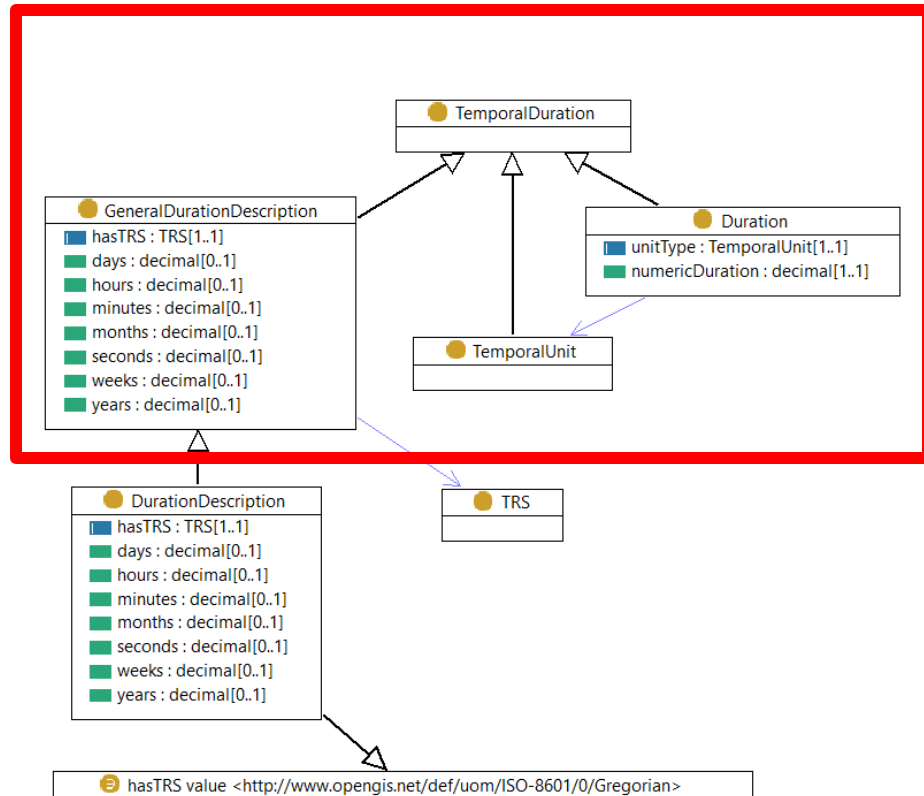 TemporalDuration
GeneralDurationDescription
hasTRS : TRS[1..1]
days : decimal[0..1]
hours : decimal[0..1]
minutes : decimal[0..1]
months : decimal[0..1]
seconds : decimal[0..1]
weeks : decimal[0..1]
years : decimal[0..1]
Duration
unitType : TemporalUnit[1..1]
numericDuration : decimal[1..1]
TemporalUnit
DurationDescription
hasTRS : TRS[1..1]
days : decimal[0..1]
hours : decimal[0..1]
minutes : decimal[0..1]
months : decimal[0..1]
seconds : decimal[0..1]
weeks : decimal[0..1]
years : decimal[0..1]
TRS
hasTRS value <http://www.opengis.net/def/uom/ISO-8601/0/Gregorian>